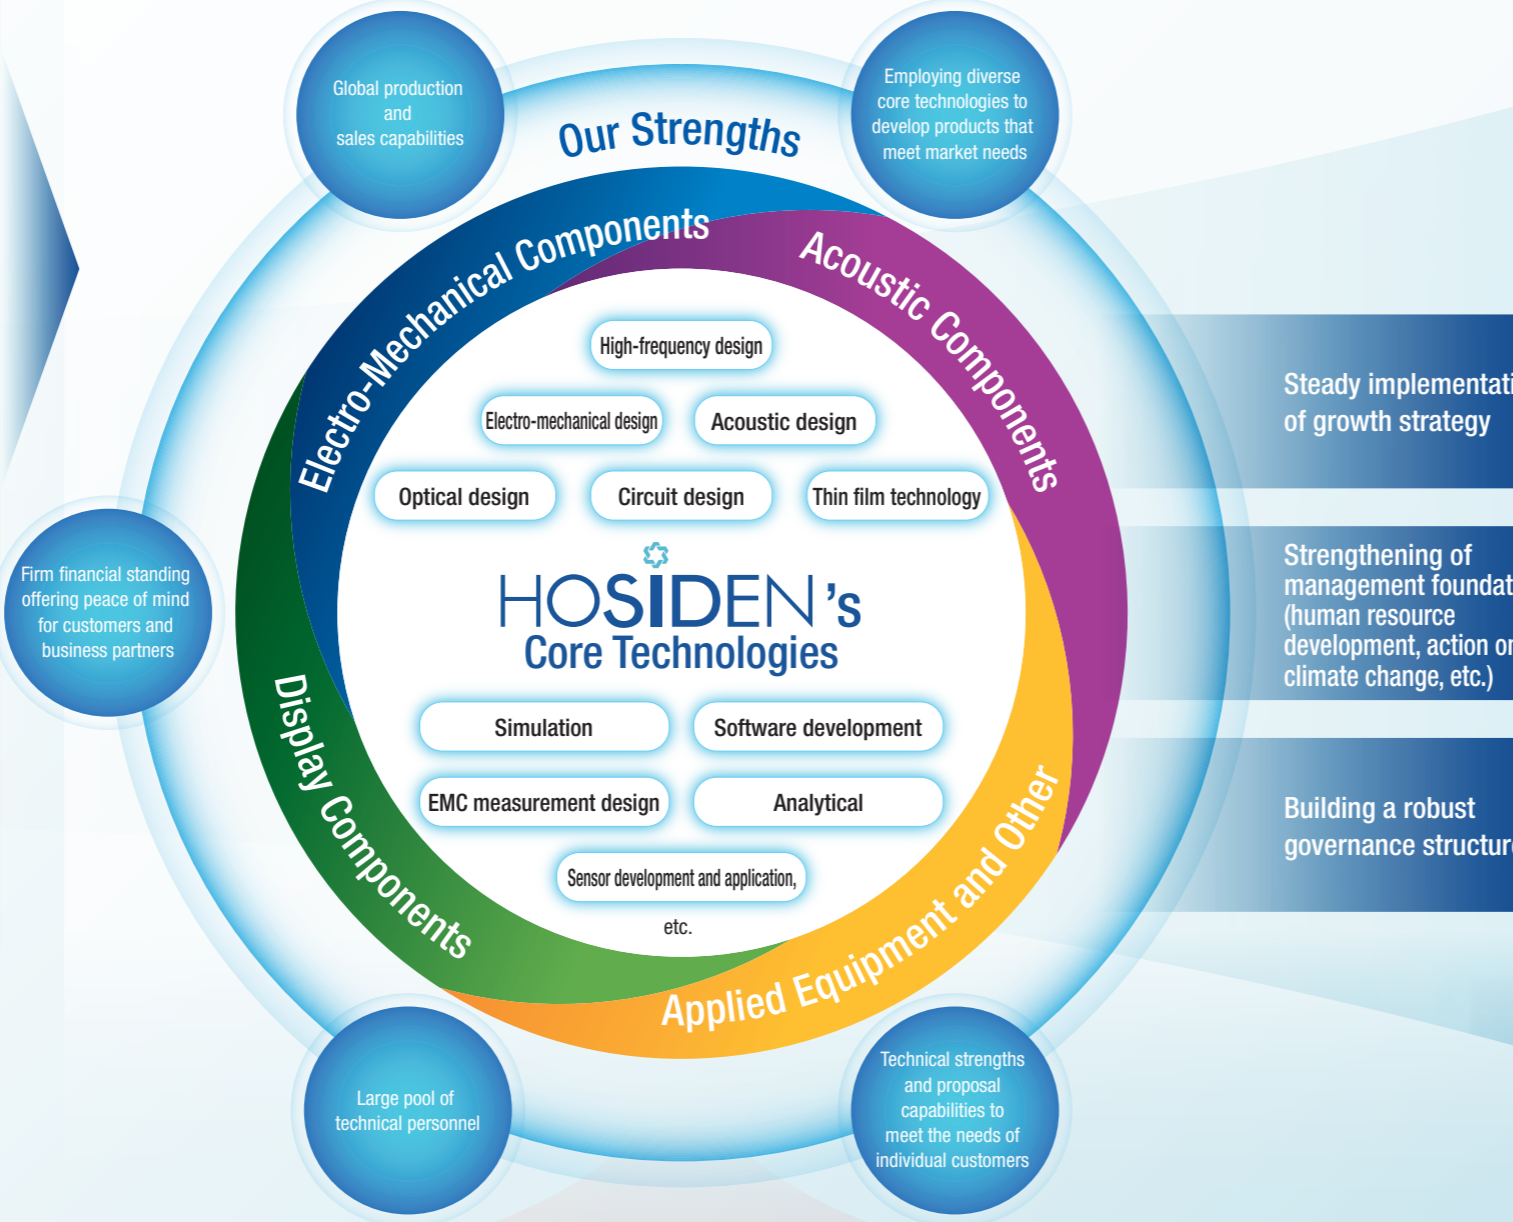 Global production
and
sales capabilities
Employing diverse
core technologies to
develop products that
meet market needs
Our Strengths
Electro-Mechanical Components
Acoustic Components
High-frequency design
Electro-mechanical design
Acoustic design
Optical design
Circuit design
Thin film technology
HOSIDEN's
Core Technologies
Simulation
Software development
EMC measurement design
Analytical
Sensor development and application,
etc.
Display Components
Applied Equipment and Other
Firm financial standing
offering peace of mind
for customers and
business partners
Large pool of
technical personnel
Technical strengths
and proposal
capabilities to
meet the needs of
individual customers
Steady
of growth strategy
Strengthening of
management
(human resource
development, action
climate change, etc.)
Building a robust
governance